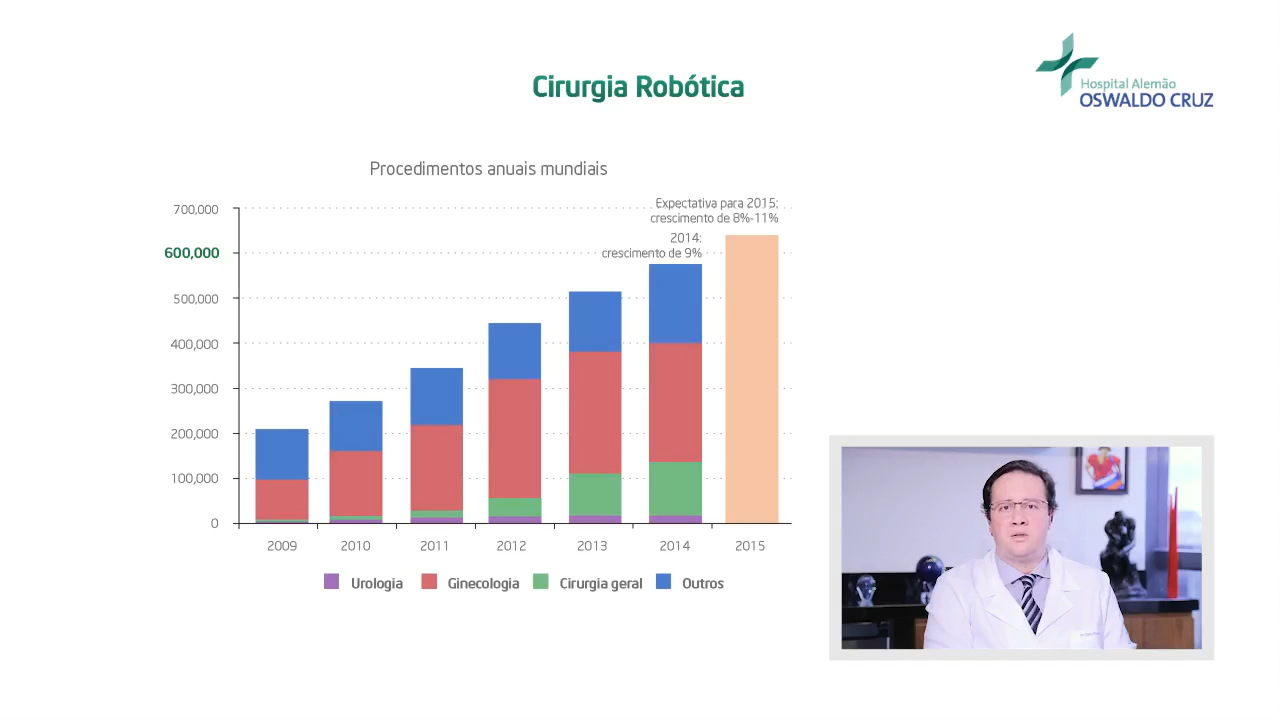 Cirurgia Robótica
Hospital Alemão
OSWALDO CRUZ
Procedimentos anuais mundiais
700,000
600,000
500,000
400,000
300,000
200,000
100,000
0
Expectativa para 2015:
crescimento de 8%-11%
2014:
crescimento de 9%
2009
2010
2011
2012
2013
2014
2015
Urologia
Ginecologia
Cirurgia geral
Outros